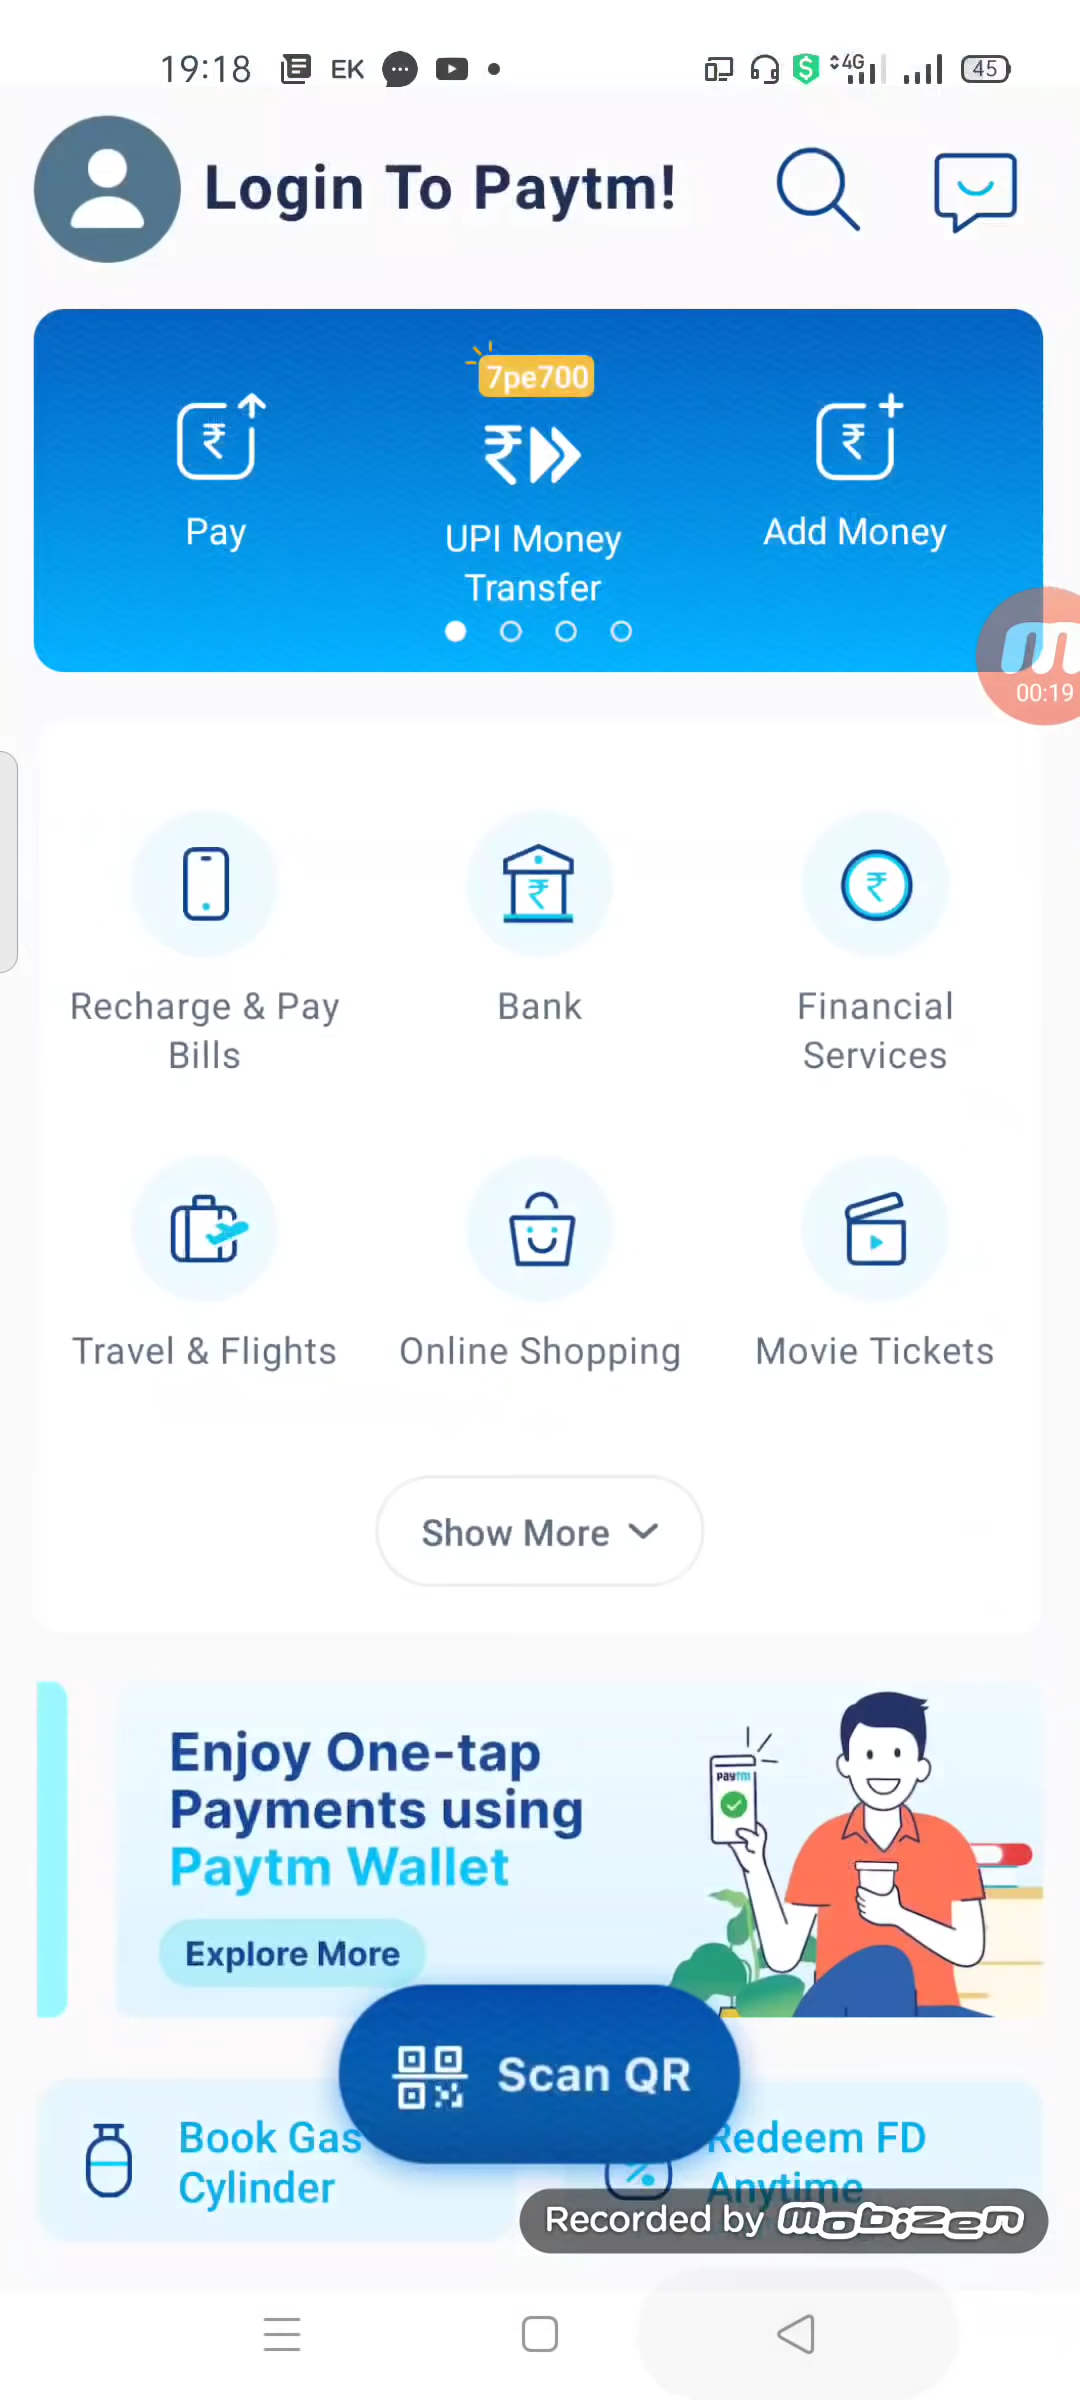 19:18 EK 4G 45
Login To Paytm!
7pe700
Pay
UPI Money
Transfer
Add Money
00:19
Recharge & Pay
Bills
Bank
Financial
Services
Travel & Flights
Online Shopping
Movie Tickets
Show More
Enjoy One-tap
Payments using
Paytm Wallet
paytm
Explore More
Scan QR
Book Gas
Cylinder
Redeem FD
Anytime
Recorded by mobizen